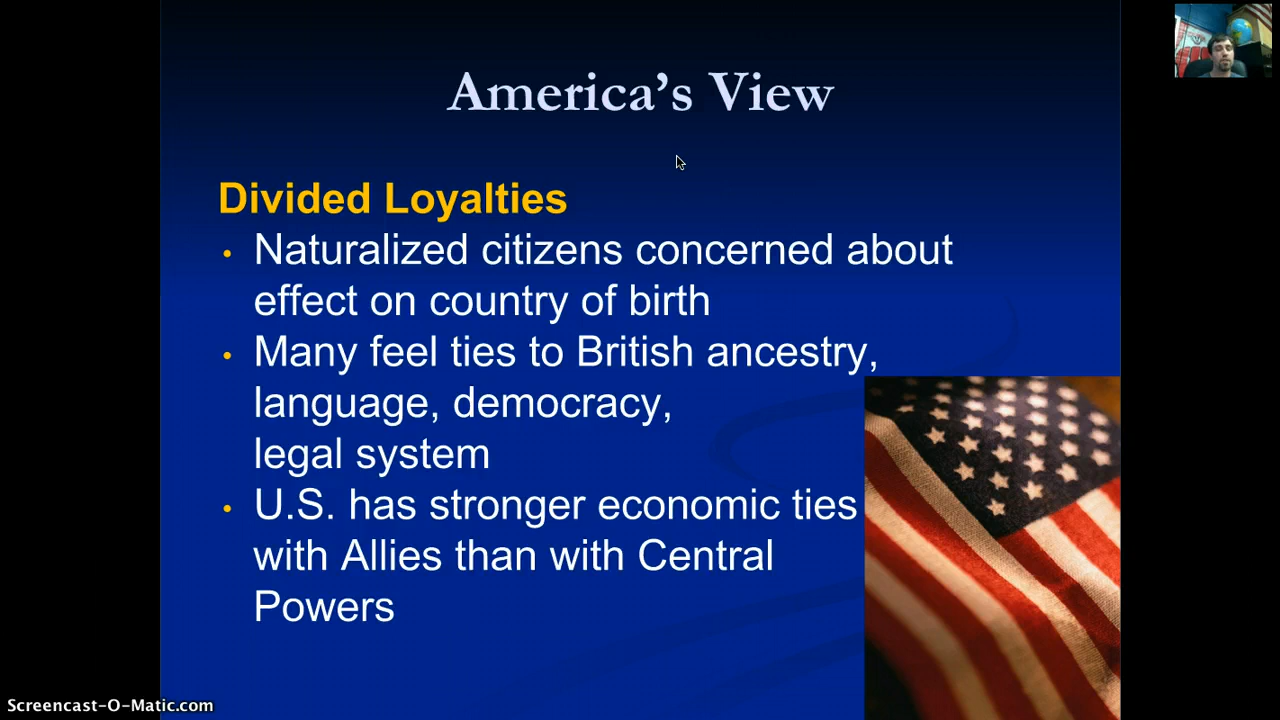 America's View
Divided Loyalties
• Naturalized citizens concerned about
effect on country of birth
• Many feel ties to British ancestry,
language, democracy,
legal system
• U.S. has stronger economic ties
with Allies than with Central
Powers
Screencast-O-Matic.com